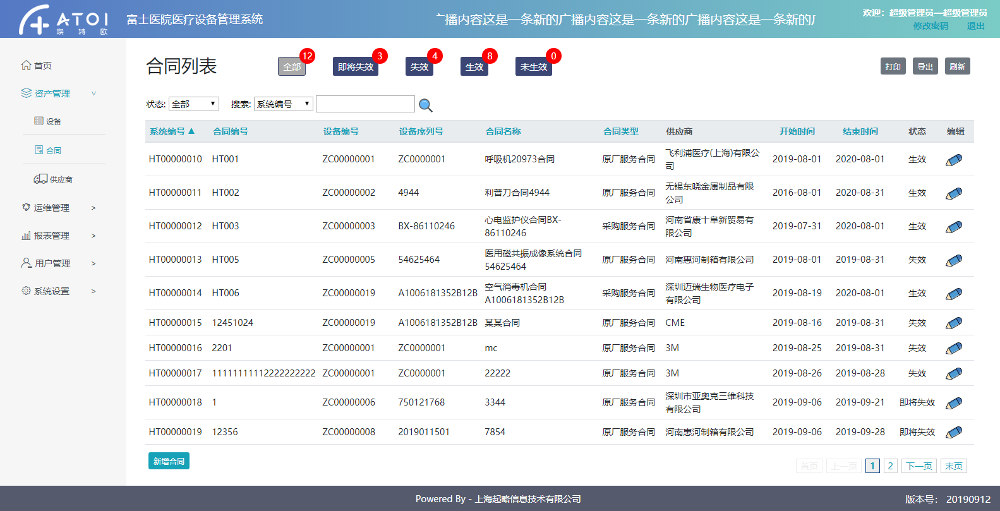 ATOI
埃特欧
富士医院医疗设备管理系统
广播内容这是一条新的广播内容这是一条新的广播内容这是一条新的广
欢迎: 超级管理员—超级管理员
修改密码 退出
首页
资产管理
设备
合同
供应商
运维管理 >
报表管理 >
用户管理 >
系统设置 >
合同列表
全部 12
即将失效 3
失效 4
生效 8
未生效 0
打印 导出 刷新
状态: 全部 搜索: 系统编号
系统编号▲ 合同编号 设备编号 设备序列号 合同名称 合同类型 供应商 开始时间 结束时间 状态 编辑
HT00000010 HT001 ZC00000001 ZC0000001 呼吸机20973合同 原厂服务合同 飞利浦医疗(上海)有限公
司 2019-08-01 2020-08-01 生效
HT00000011 HT002 ZC00000002 4944 利普刀合同4944 原厂服务合同 无锡东晓金属制品有限
公司 2016-08-01 2020-08-31 生效
HT00000012 HT003 ZC00000003 BX-86110246 心电监护仪合同BX-
86110246 采购服务合同 河南省康十阜新贸易有
限公司 2019-07-31 2020-08-01 生效
HT00000013 HT005 ZC00000005 54625464 医用磁共振成像系统合同
54625464 原厂服务合同 河南惠河制箱有限公司 2019-08-01 2019-08-31 失效
HT00000014 HT006 ZC00000019 A1006181352B12B 空气消毒机合同
A1006181352B12B 采购服务合同 深圳迈瑞生物医疗电子
有限公司 2019-08-19 2020-08-01 生效
HT00000015 12451024 ZC00000019 A1006181352B12B 某某合同 原厂服务合同 CME 2019-08-16 2019-08-31 失效
HT00000016 2201 ZC00000001 ZC0000001 mc 原厂服务合同 3M 2019-08-25 2019-08-31 失效
HT00000017 11111111112222222222 ZC00000001 ZC0000001 22222 原厂服务合同 3M 2019-08-26 2019-08-28 失效
HT00000018 1 ZC00000006 750121768 3344 原厂服务合同 深圳市亚奥克三维科技
有限公司 2019-09-06 2019-09-21 即将失效
HT00000019 12356 ZC00000008 2019011501 7854 原厂服务合同 河南惠河制箱有限公司 2019-09-06 2019-09-28 即将失效
新增合同
首页 上一页 1 2 下一页 末页
Powered By - 上海起略信息技术有限公司
版本号： 20190912